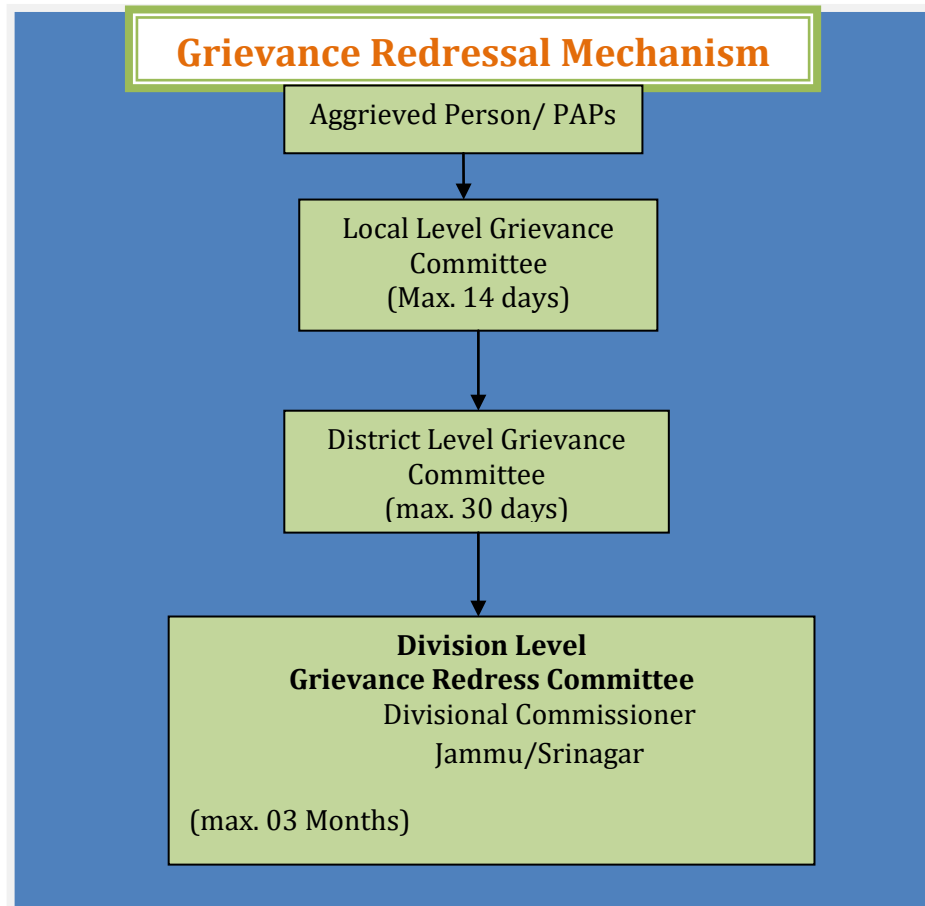 Grievance Redressal Mechanism
Aggrieved Person/ PAPs
Local Level Grievance
Committee
(Max. 14 days)
District Level Grievance
Committee
(max. 30 days)
Division Level
Grievance Redress Committee
Divisional Commissioner
Jammu/Srinagar
(max. 03 Months)